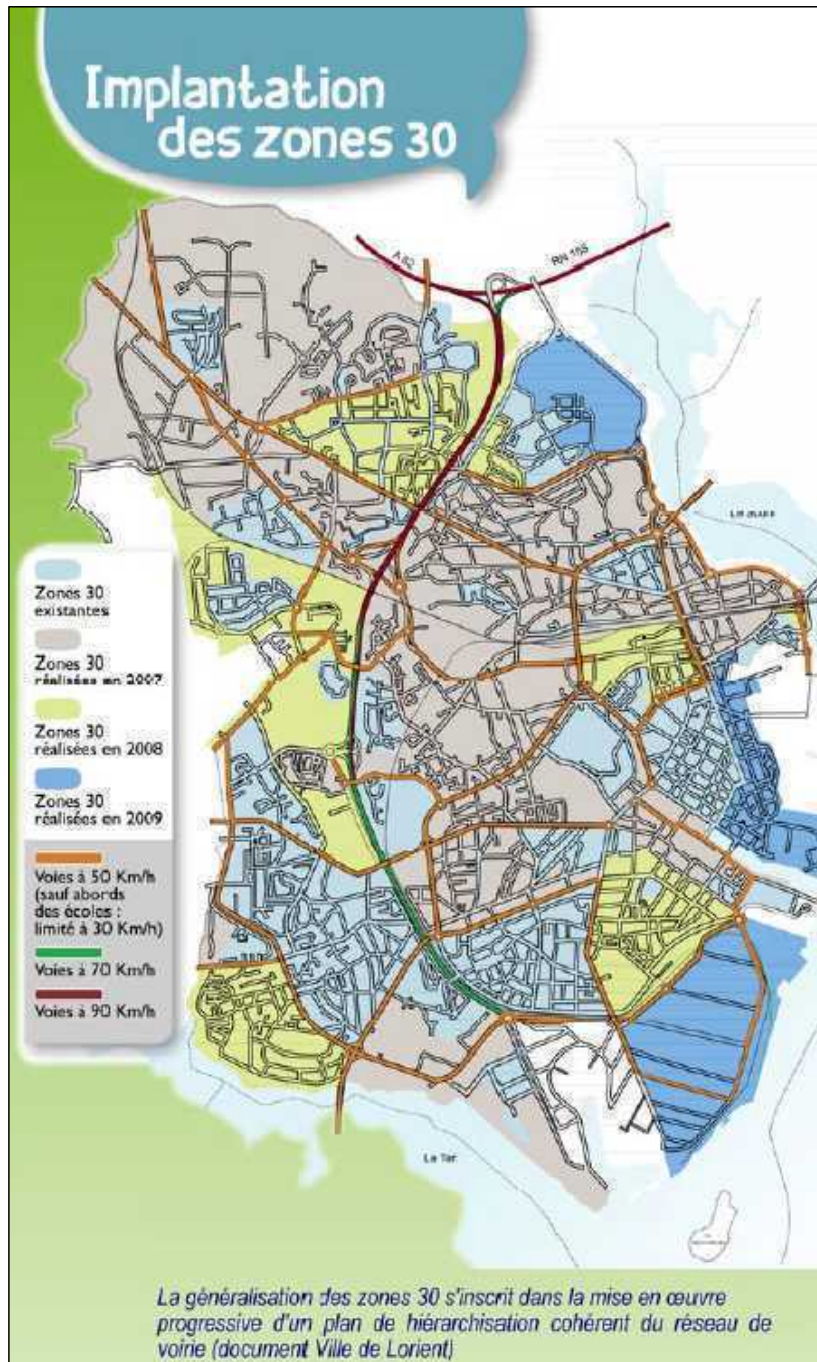 Implantation
des zones 30
A 82
RN 165
Zones 30
existantes
Zones 30
réalisées en 2007
Zones 30
réalisées en 2008
Zones 30
réalisées en 2009
Voies à 50 Km/h
(sauf abords
des écoles :
limité à 30 Km/h)
Voies à 70 Km/h
Voies à 90 Km/h
Le Ter
La généralisation des zones 30 s'inscrit dans la mise en œuvre
progressive d'un plan de hiérarchisation cohérent du réseau de
voirie (document Ville de Lorient)